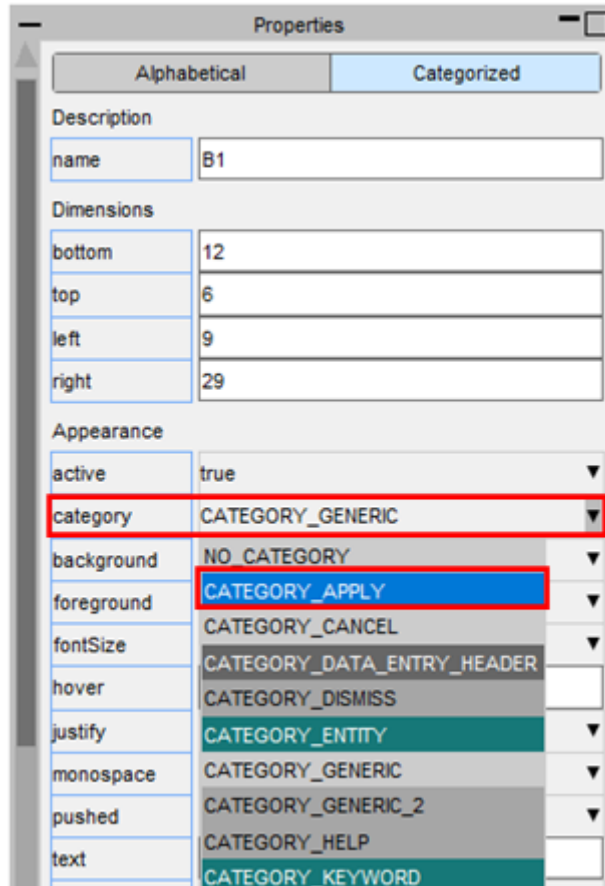 Properties
Alphabetical Categorized
Description
name B1
Dimensions
bottom 12
top 6
left 9
right 29
Appearance
active true
category CATEGORY_GENERIC
background NO_CATEGORY
CATEGORY_APPLY
foreground
CATEGORY_CANCEL
fontSize
CATEGORY_DATA_ENTRY_HEADER
hover CATEGORY_DISMISS
justify CATEGORY_ENTITY
monospace CATEGORY_GENERIC
pushed CATEGORY_GENERIC_2
CATEGORY_HELP
text
CATEGORY_KEYWORD